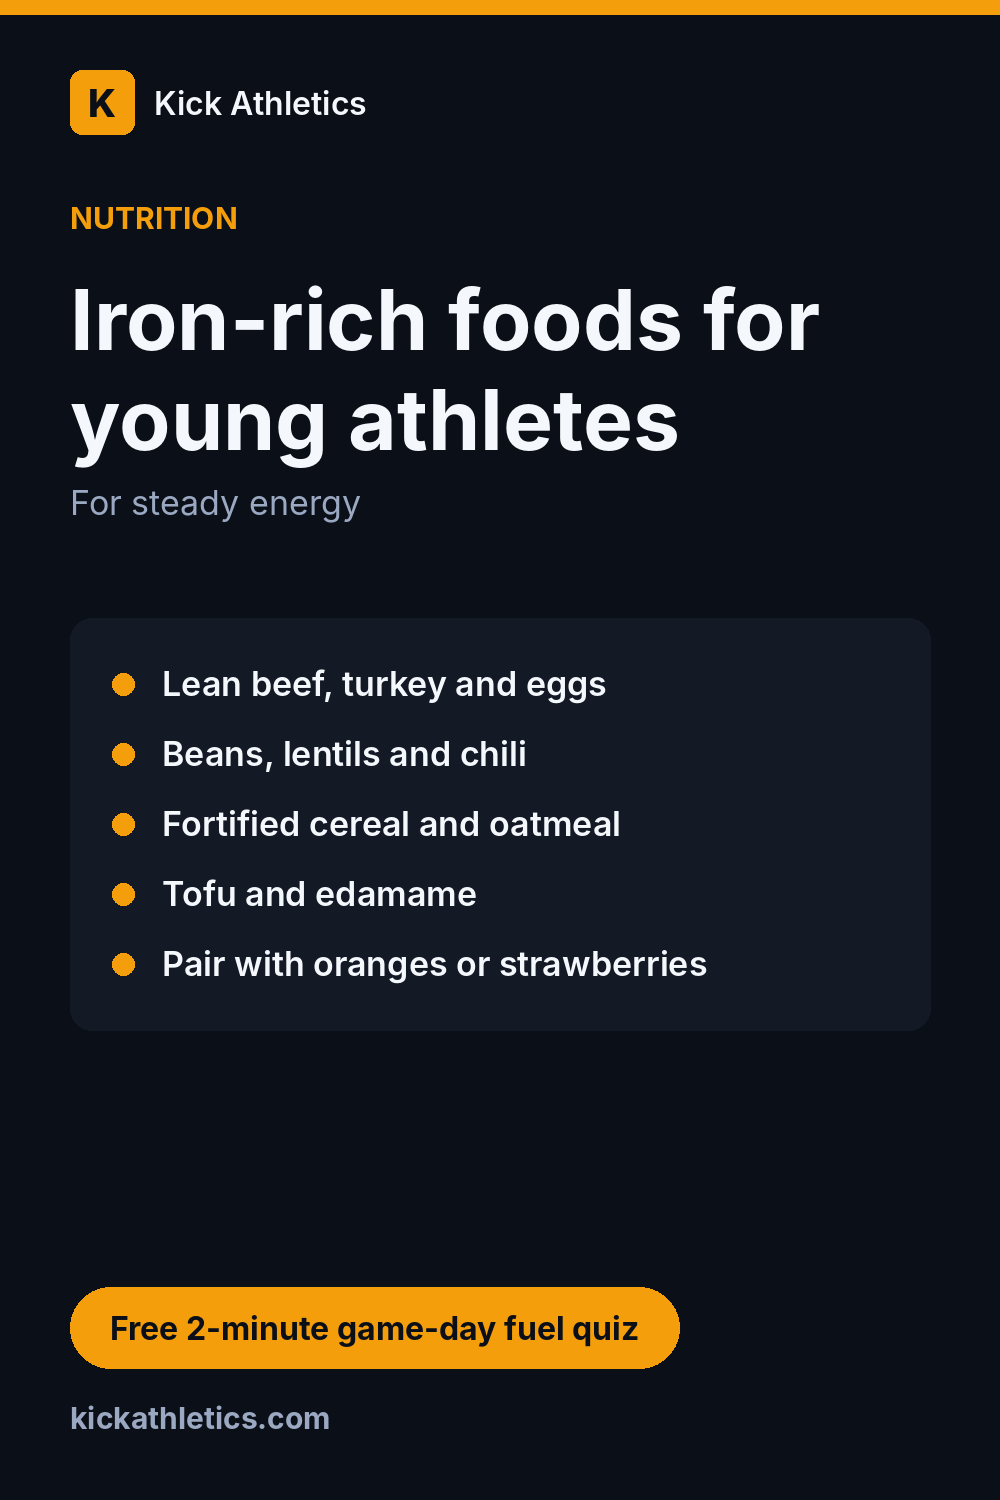 K
Kick Athletics
NUTRITION
Iron-rich foods for
young athletes
For steady energy
Lean beef, turkey and eggs
Beans, lentils and chili
Fortified cereal and oatmeal
Tofu and edamame
Pair with oranges or strawberries
Free 2-minute game-day fuel quiz
kickathletics.com